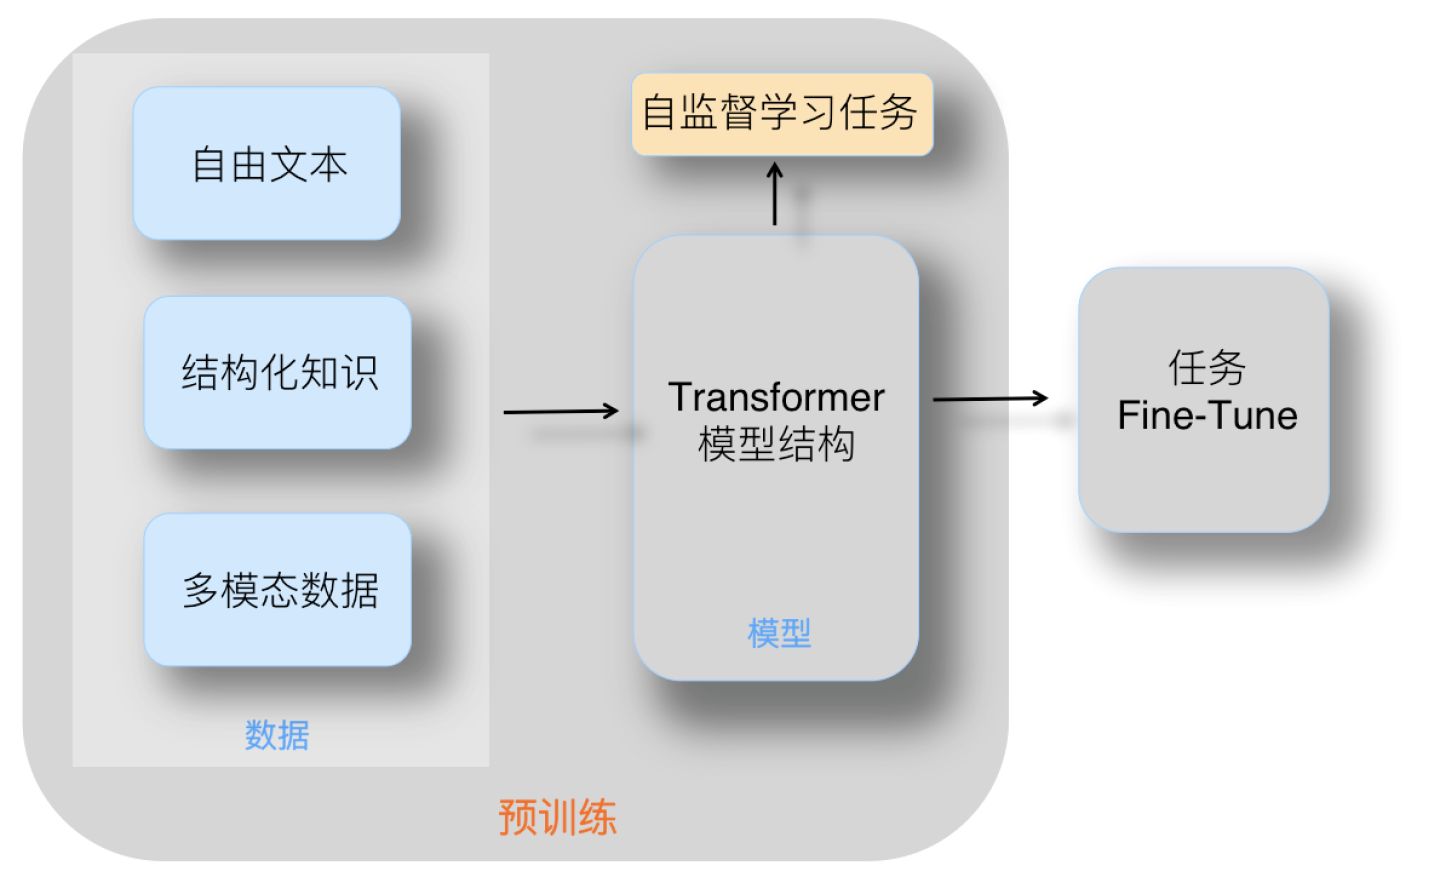 自由文本
结构化知识
多模态数据
数据
自监督学习任务
Transformer
模型结构
模型
任务
Fine-Tune
预训练